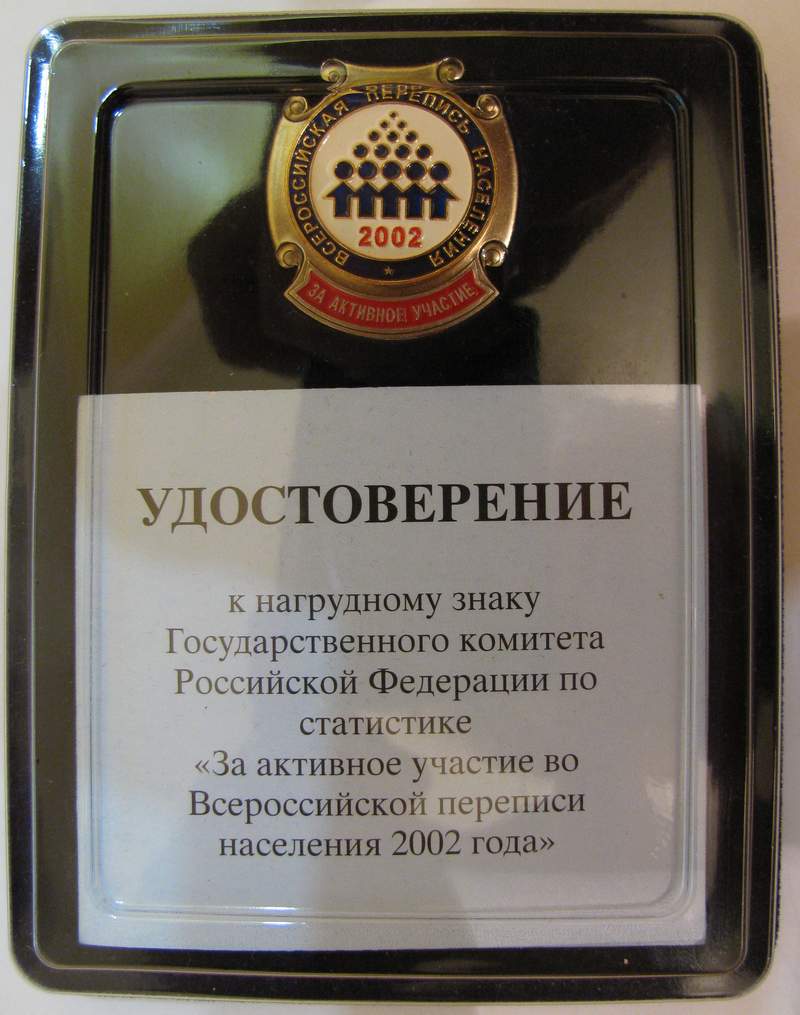 ВСЕРОССИЙСКАЯ ПЕРЕПИСЬ НАСЕЛЕНИЯ
2002
ЗА АКТИВНОЕ УЧАСТИЕ
УДОСТОВЕРЕНИЕ
к нагрудному знаку
Государственного комитета
Российской Федерации по
статистике
«За активное участие во
Всероссийской переписи
населения 2002 года»